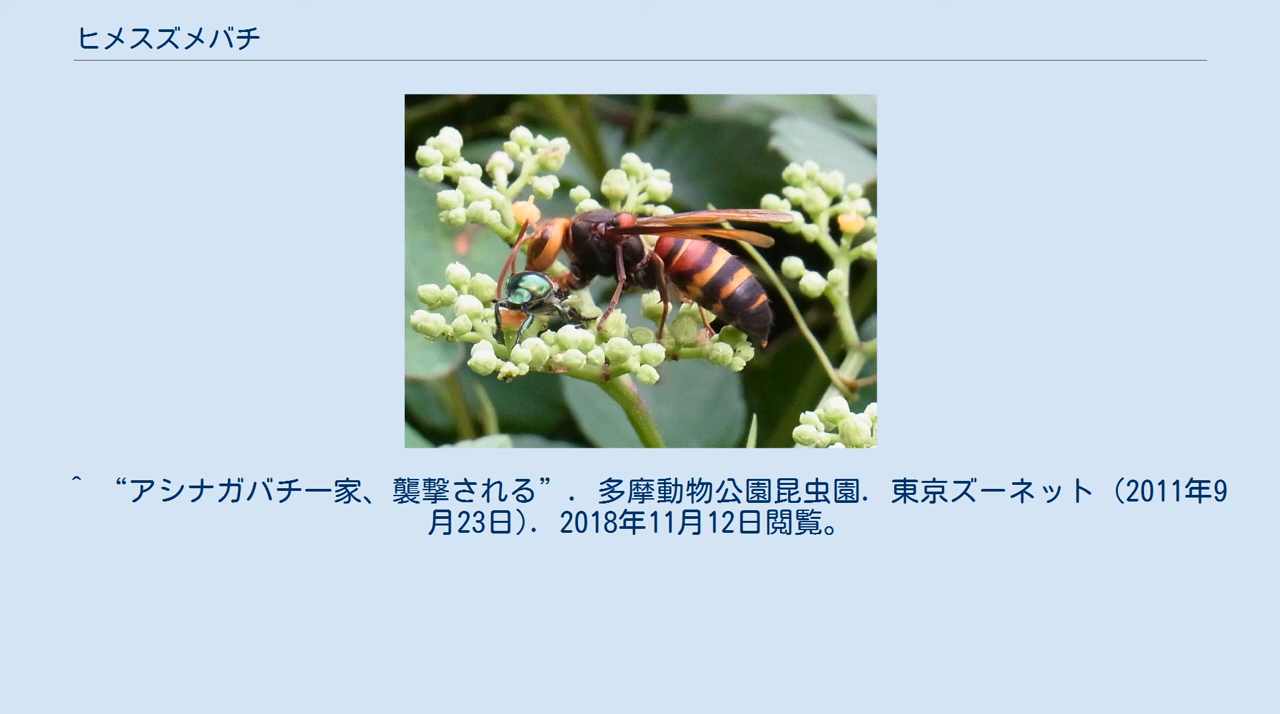 ヒメスズメバチ
^ “アシナガバチ一家、襲撃される”. 多摩動物公園昆虫園. 東京ズーネット (2011年9
月23日). 2018年11月12日閲覧。